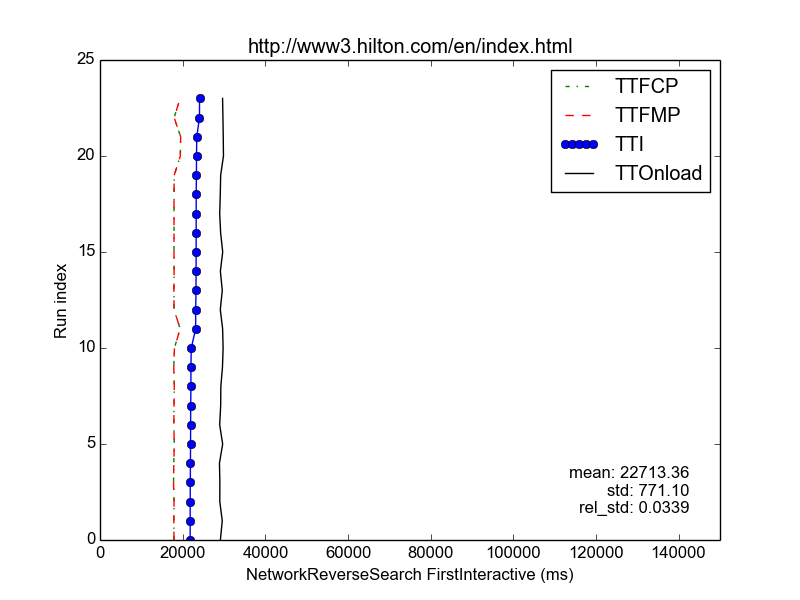 http://www3.hilton.com/en/index.html
25
20
15
10
5
0
Run index
TTFCP
TTFMP
TTI
TTOnload
mean: 22713.36
std: 771.10
rel_std: 0.0339
0 20000 40000 60000 80000 100000 120000 140000
NetworkReverseSearch FirstInteractive (ms)